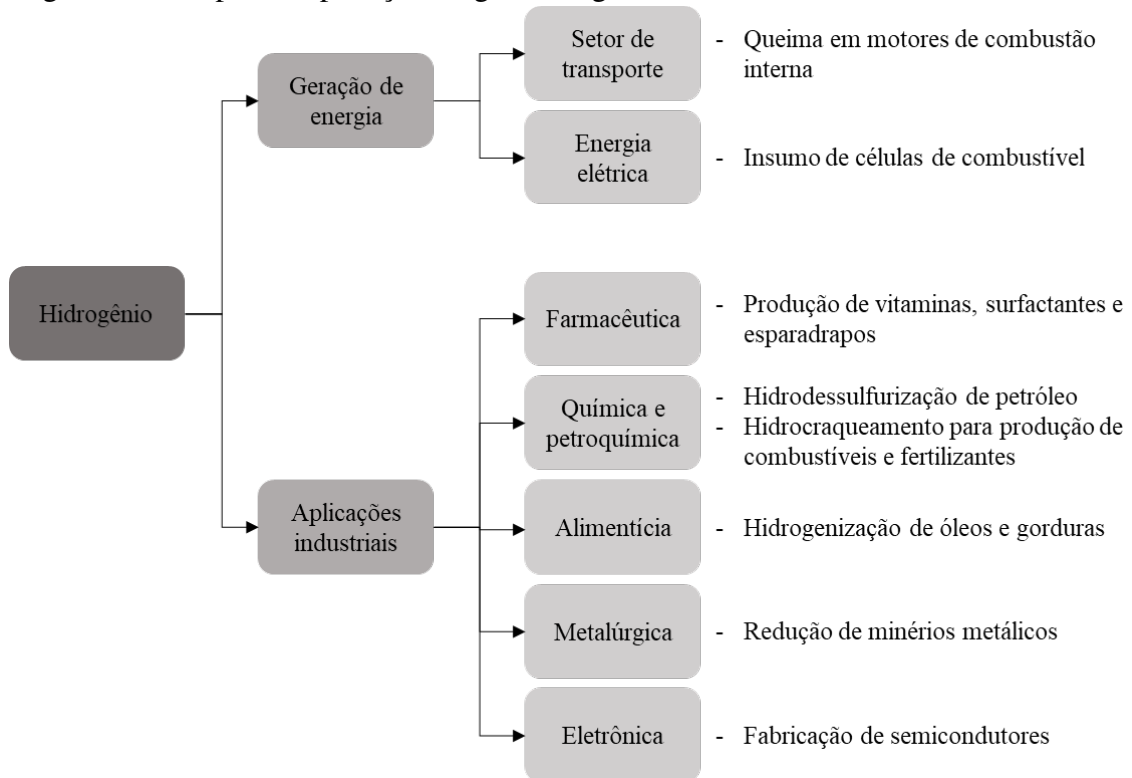 Setor de
transporte
- Queima em motores de combustão
interna
Geração de
energia
Energia
elétrica
- Insumo de células de combustível
Hidrogênio
Farmacêutica
- Produção de vitaminas, surfactantes e
esparadrapos
Química e
petroquímica
- Hidrodessulfurização de petróleo
- Hidrocraqueamento para produção de
combustíveis e fertilizantes
Aplicações
industriais
Alimentícia
- Hidrogenização de óleos e gorduras
Metalúrgica
- Redução de minérios metálicos
Eletrônica
- Fabricação de semicondutores